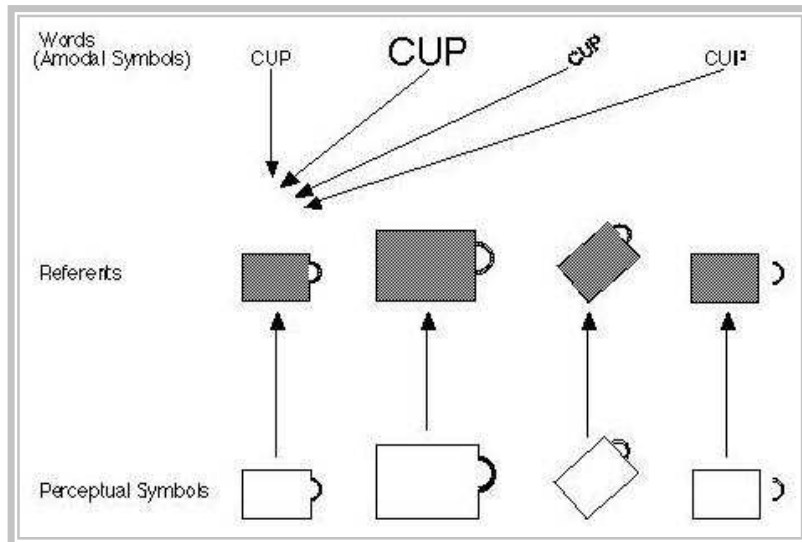 Words
(Amodal Symbols)
CUP
CUP
CUP
CUP
Referents
Perceptual Symbols